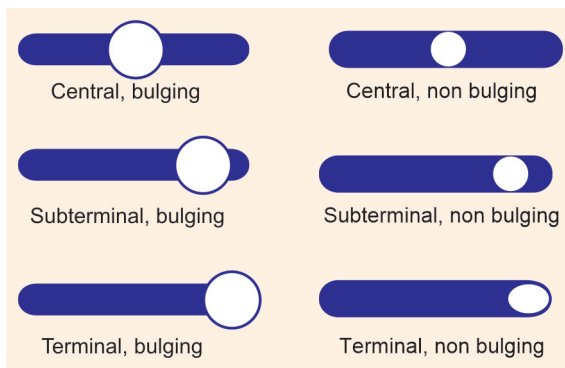 Central, bulging
Central, non bulging
Subterminal, bulging
Subterminal, non bulging
Terminal, bulging
Terminal, non bulging